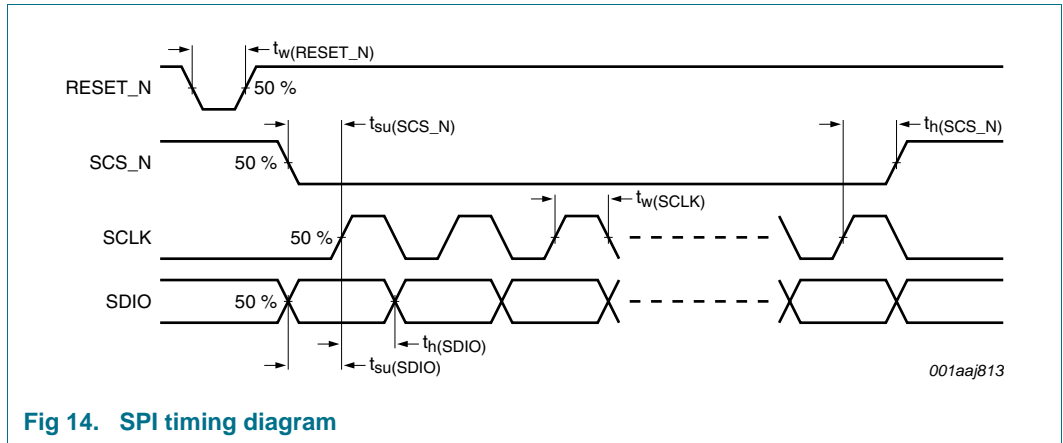 tw(RESET_N)
RESET_N
50 %
tsu(SCS_N)
th(SCS_N)
SCS_N
50 %
tw(SCLK)
SCLK
50 %
SDIO
50 %
th(SDIO)
tsu(SDIO)
001aaj813
Fig 14. SPI timing diagram